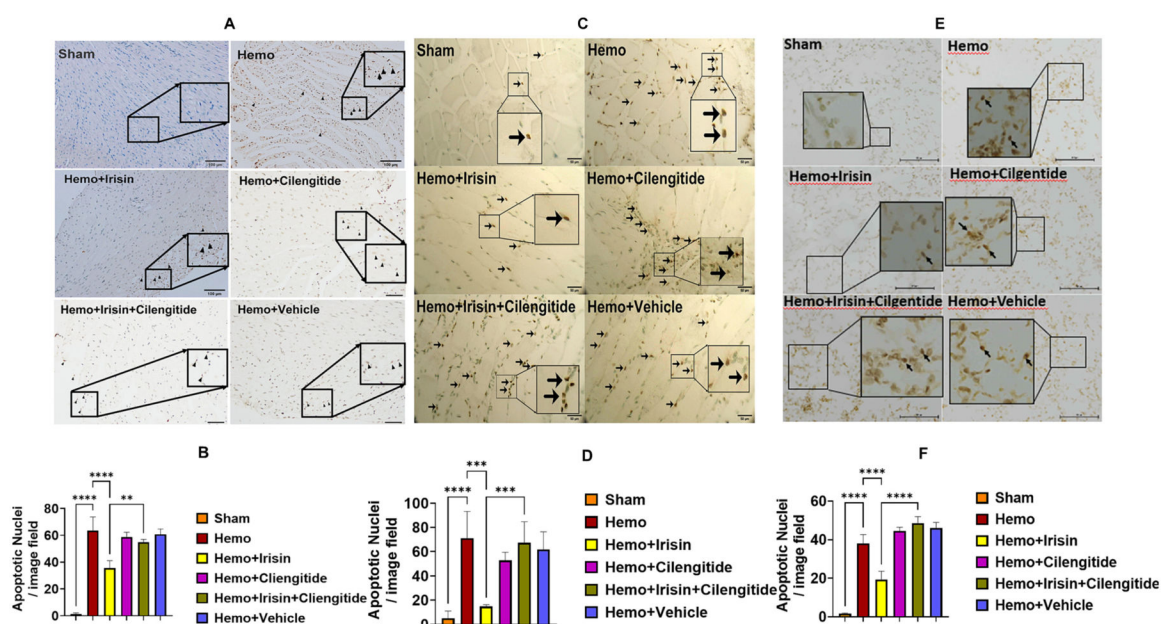 A
Sham
Hemo
Hemo+Irisin
Hemo+Cilengitide
Hemo+Irisin+Cilengitide
Hemo+Vehicle
C
Sham
Hemo
Hemo+Irisin
Hemo+Cilengitide
Hemo+Irisin+Cilengitide
Hemo+Vehicle
E
Sham
Hemo
Hemo+Irisin
Hemo+Cilgentide
Hemo+Irisin+Cilgentide
Hemo+Vehicle
B
Apoptotic Nuclei
/ image field
80
60
40
20
0
****
****
**
Sham
Hemo
Hemo+Irisin
Hemo+Cliengitide
Hemo+Irisin+Cliengitide
Hemo+Vehicle
D
Apoptotic Nuclei
/ image field
100
80
60
40
20
0
****
***
***
Sham
Hemo
Hemo+Irisin
Hemo+Cilengitide
Hemo+Irisin+Cilengitide
Hemo+Vehicle
F
Apoptotic Nuclei
/ image field
60
40
20
0
****
****
****
Sham
Hemo
Hemo+Irisin
Hemo+Cilengitide
Hemo+Irisin+Cilengitide
Hemo+Vehicle